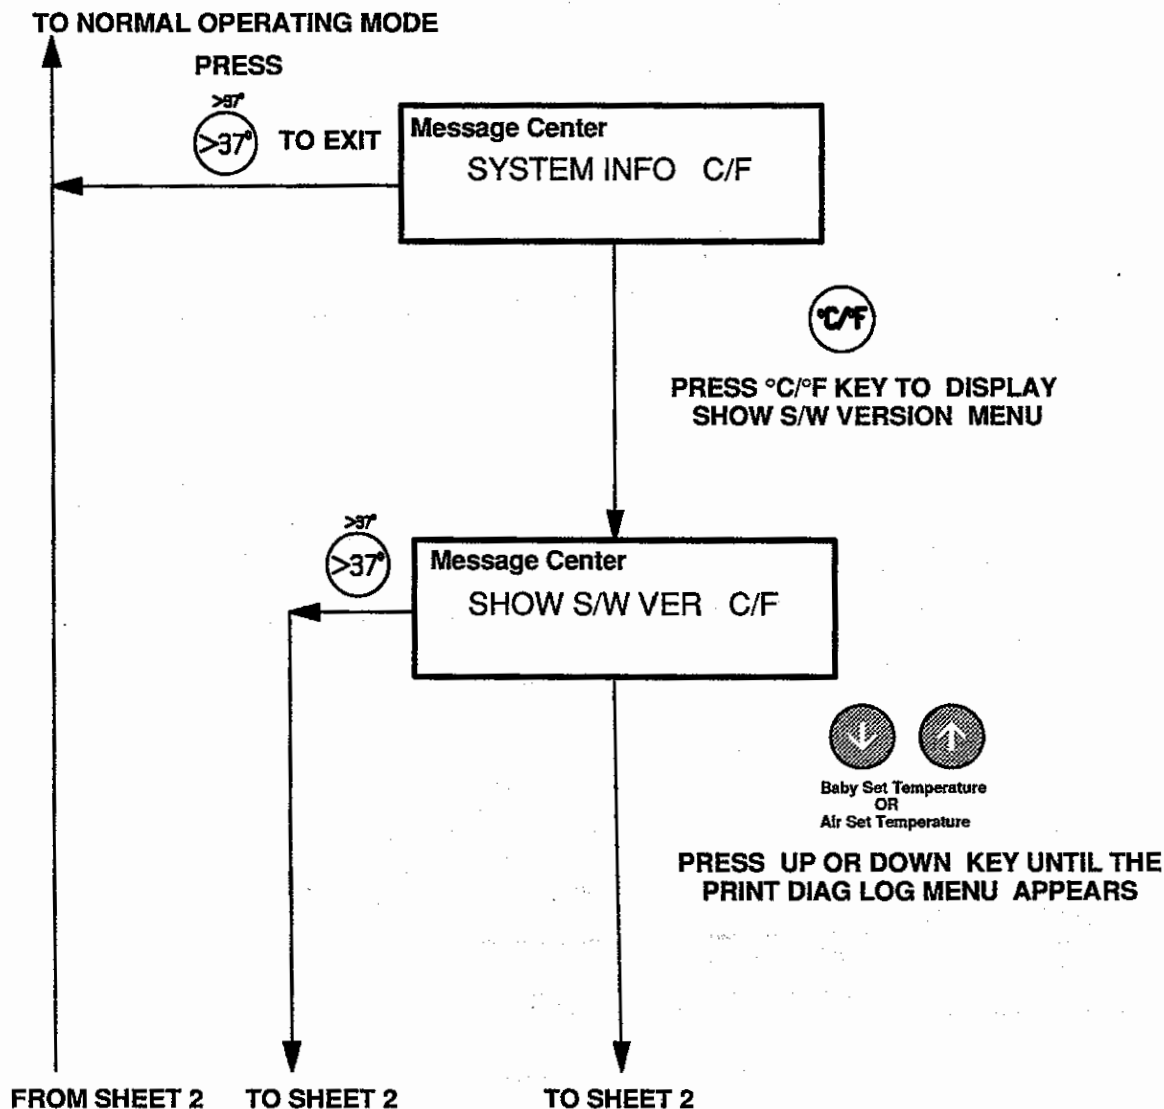 TO NORMAL OPERATING MODE
PRESS
>37°
>37° TO EXIT
Message Center
SYSTEM INFO C/F
°C/°F
PRESS °C/°F KEY TO DISPLAY
SHOW S/W VERSION MENU
>37°
>37°
Message Center
SHOW S/W VER C/F
Baby Set Temperature
OR
Air Set Temperature
PRESS UP OR DOWN KEY UNTIL THE
PRINT DIAG LOG MENU APPEARS
FROM SHEET 2 TO SHEET 2 TO SHEET 2